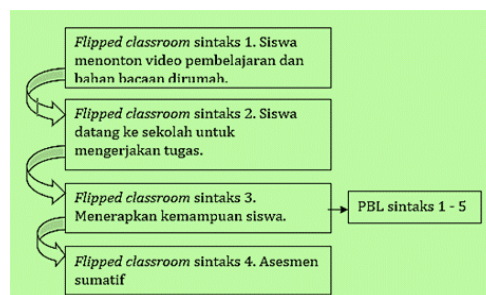 Flipped classroom sintaks 1. Siswa
menonton video pembelajaran dan
bahan bacaan dirumah.
Flipped classroom sintaks 2. Siswa
datang ke sekolah untuk
mengerjakan tugas.
Flipped classroom sintaks 3.
Menerapkan kemampuan siswa.
PBL sintaks 1 - 5
Flipped classroom sintaks 4. Asesmen
sumatif